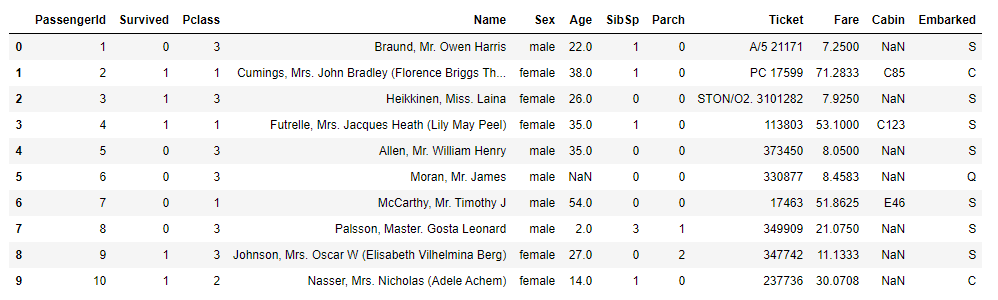 PassengerId Survived Pclass Name Sex Age SibSp Parch Ticket Fare Cabin Embarked
0 1 0 3 Braund, Mr. Owen Harris male 22.0 1 0 A/5 21171 7.2500 NaN S
1 2 1 1 Cumings, Mrs. John Bradley (Florence Briggs Th... female 38.0 1 0 PC 17599 71.2833 C85 C
2 3 1 3 Heikkinen, Miss. Laina female 26.0 0 0 STON/O2. 3101282 7.9250 NaN S
3 4 1 1 Futrelle, Mrs. Jacques Heath (Lily May Peel) female 35.0 1 0 113803 53.1000 C123 S
4 5 0 3 Allen, Mr. William Henry male 35.0 0 0 373450 8.0500 NaN S
5 6 0 3 Moran, Mr. James male NaN 0 0 330877 8.4583 NaN Q
6 7 0 1 McCarthy, Mr. Timothy J male 54.0 0 0 17463 51.8625 E46 S
7 8 0 3 Palsson, Master. Gosta Leonard male 2.0 3 1 349909 21.0750 NaN S
8 9 1 3 Johnson, Mrs. Oscar W (Elisabeth Vilhelmina Berg) female 27.0 0 2 347742 11.1333 NaN S
9 10 1 2 Nasser, Mrs. Nicholas (Adele Achem) female 14.0 1 0 237736 30.0708 NaN C